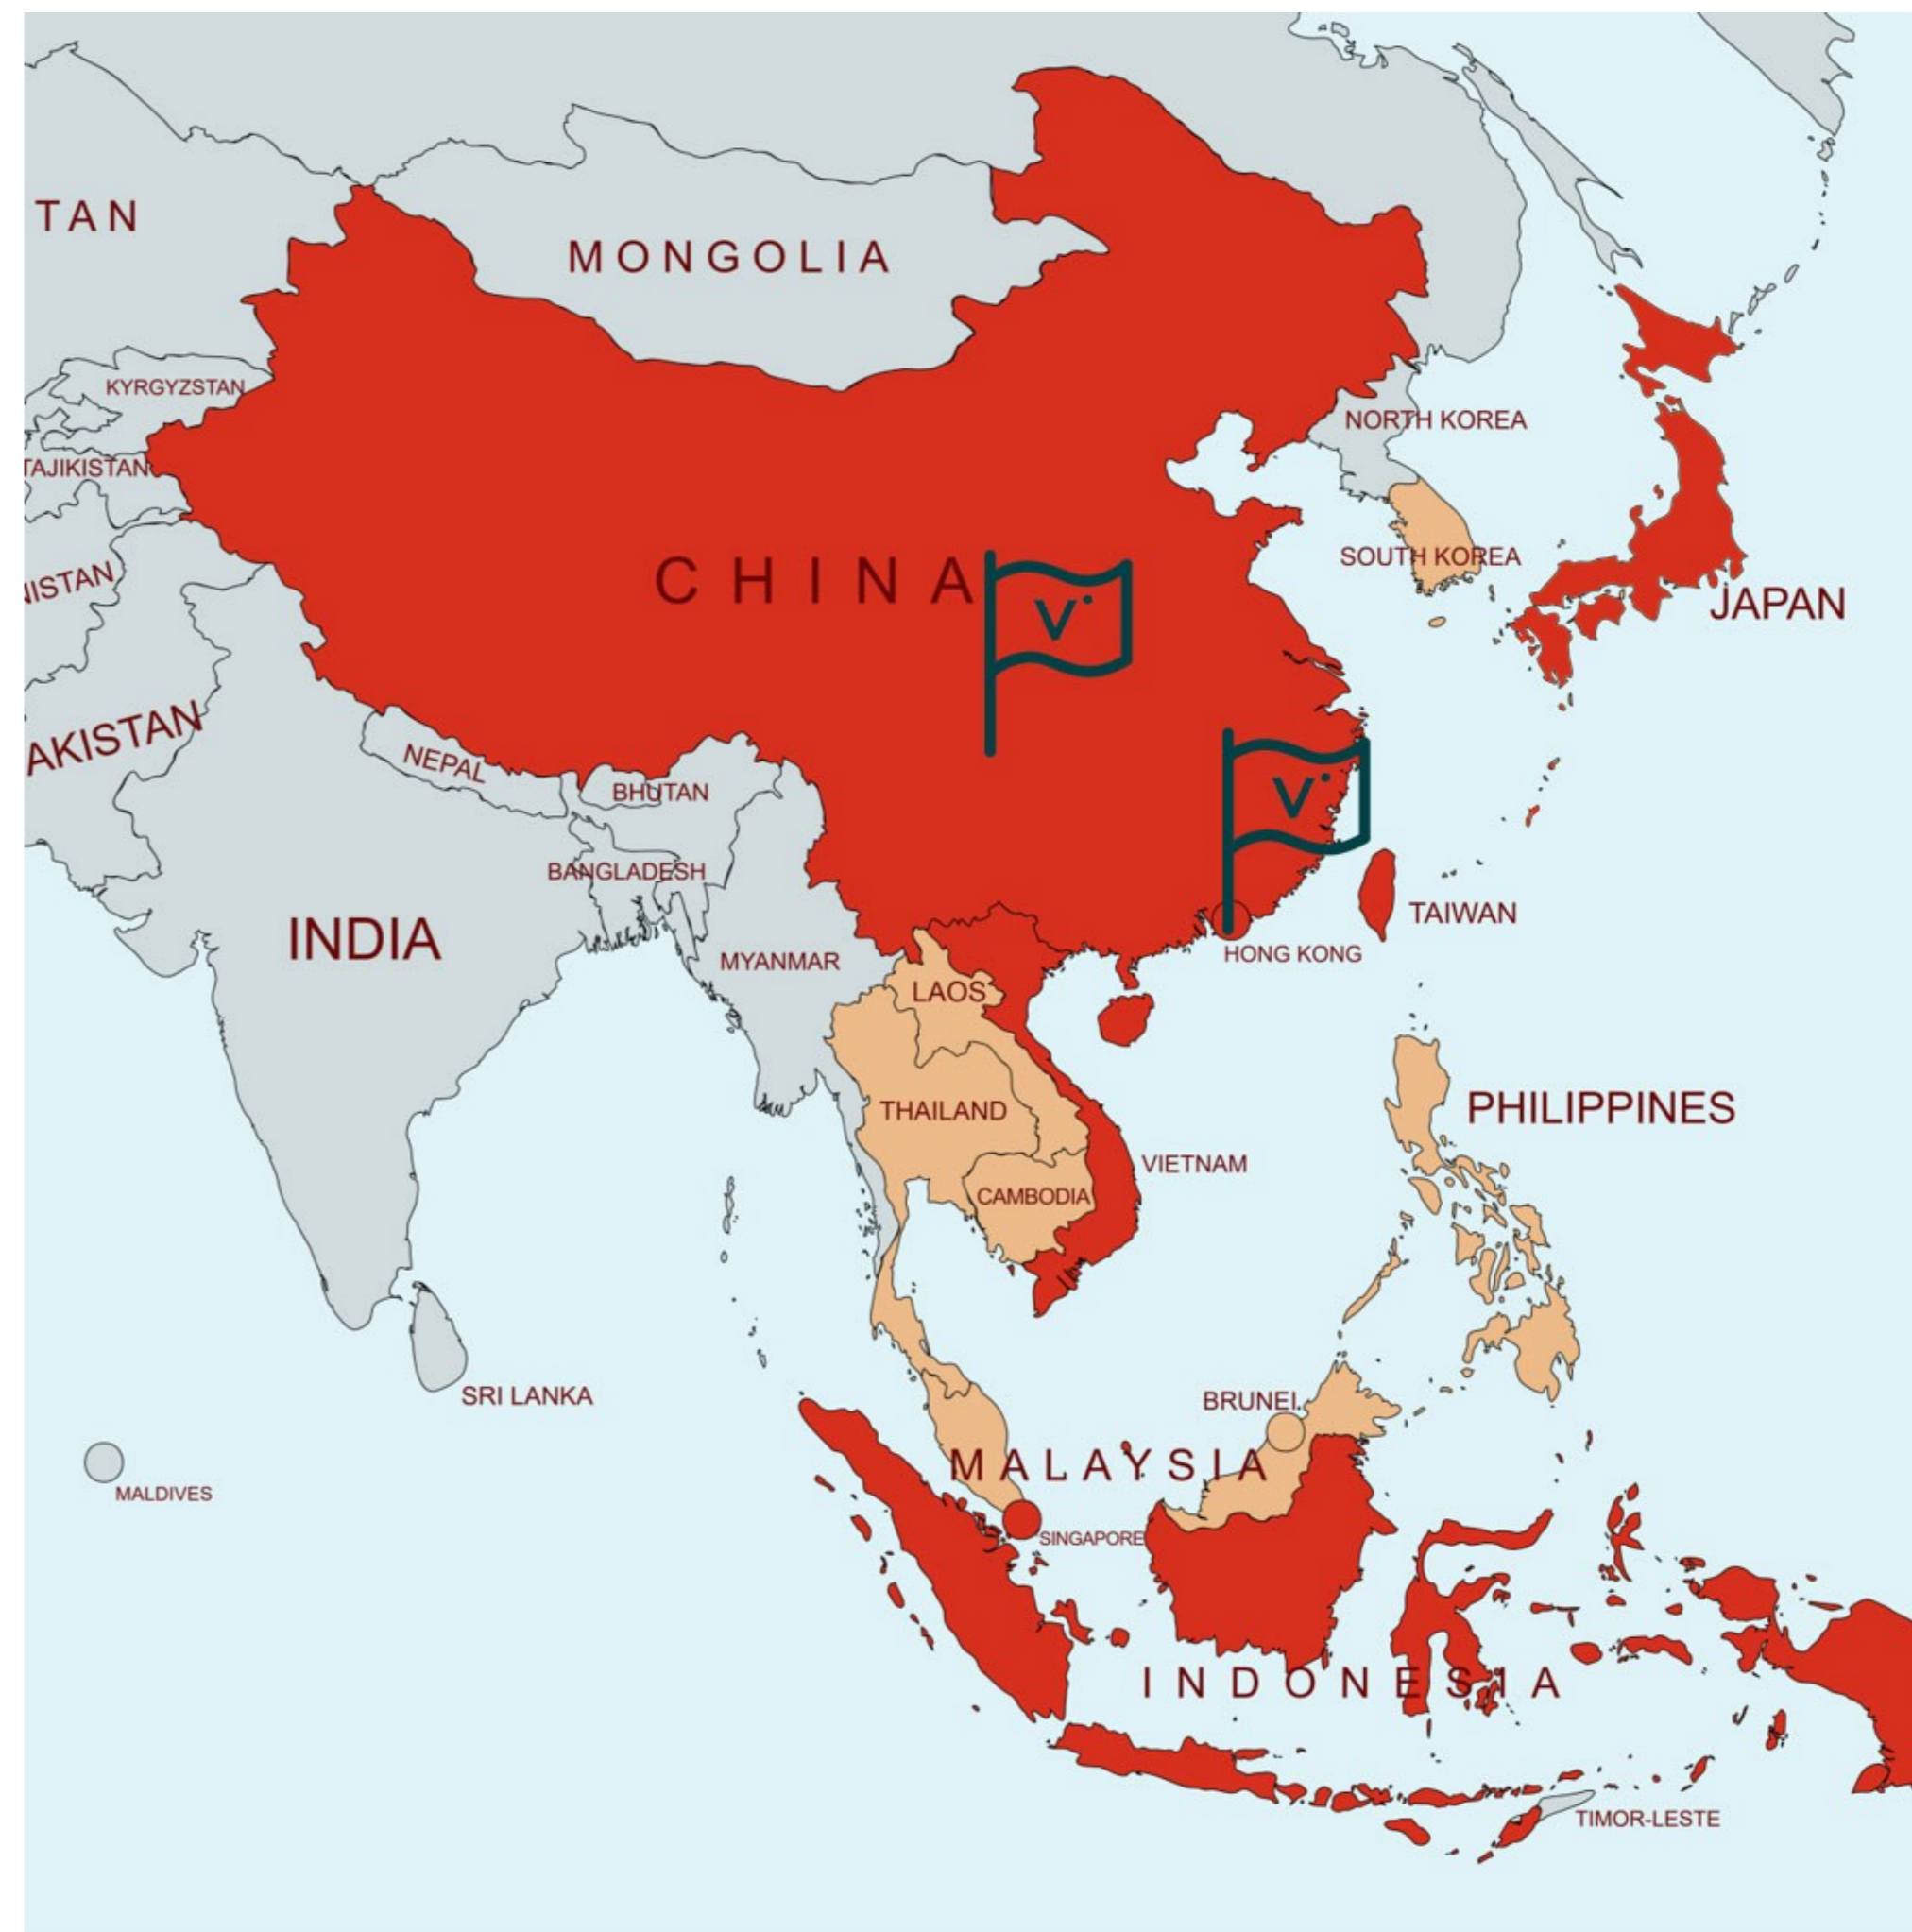 TAN
MONGOLIA
KYRGYZSTAN
NORTH KOREA
TAJIKISTAN
SOUTH KOREA
NISTAN
CHINA
V
JAPAN
AKISTAN
NEPAL
BHUTAN
V
BANGLADESH
TAIWAN
INDIA
HONG KONG
MYANMAR
LAOS
THAILAND
PHILIPPINES
VIETNAM
CAMBODIA
SRI LANKA
BRUNEI
MALAYSIA
MALDIVES
SINGAPORE
INDONESIA
TIMOR-LESTE